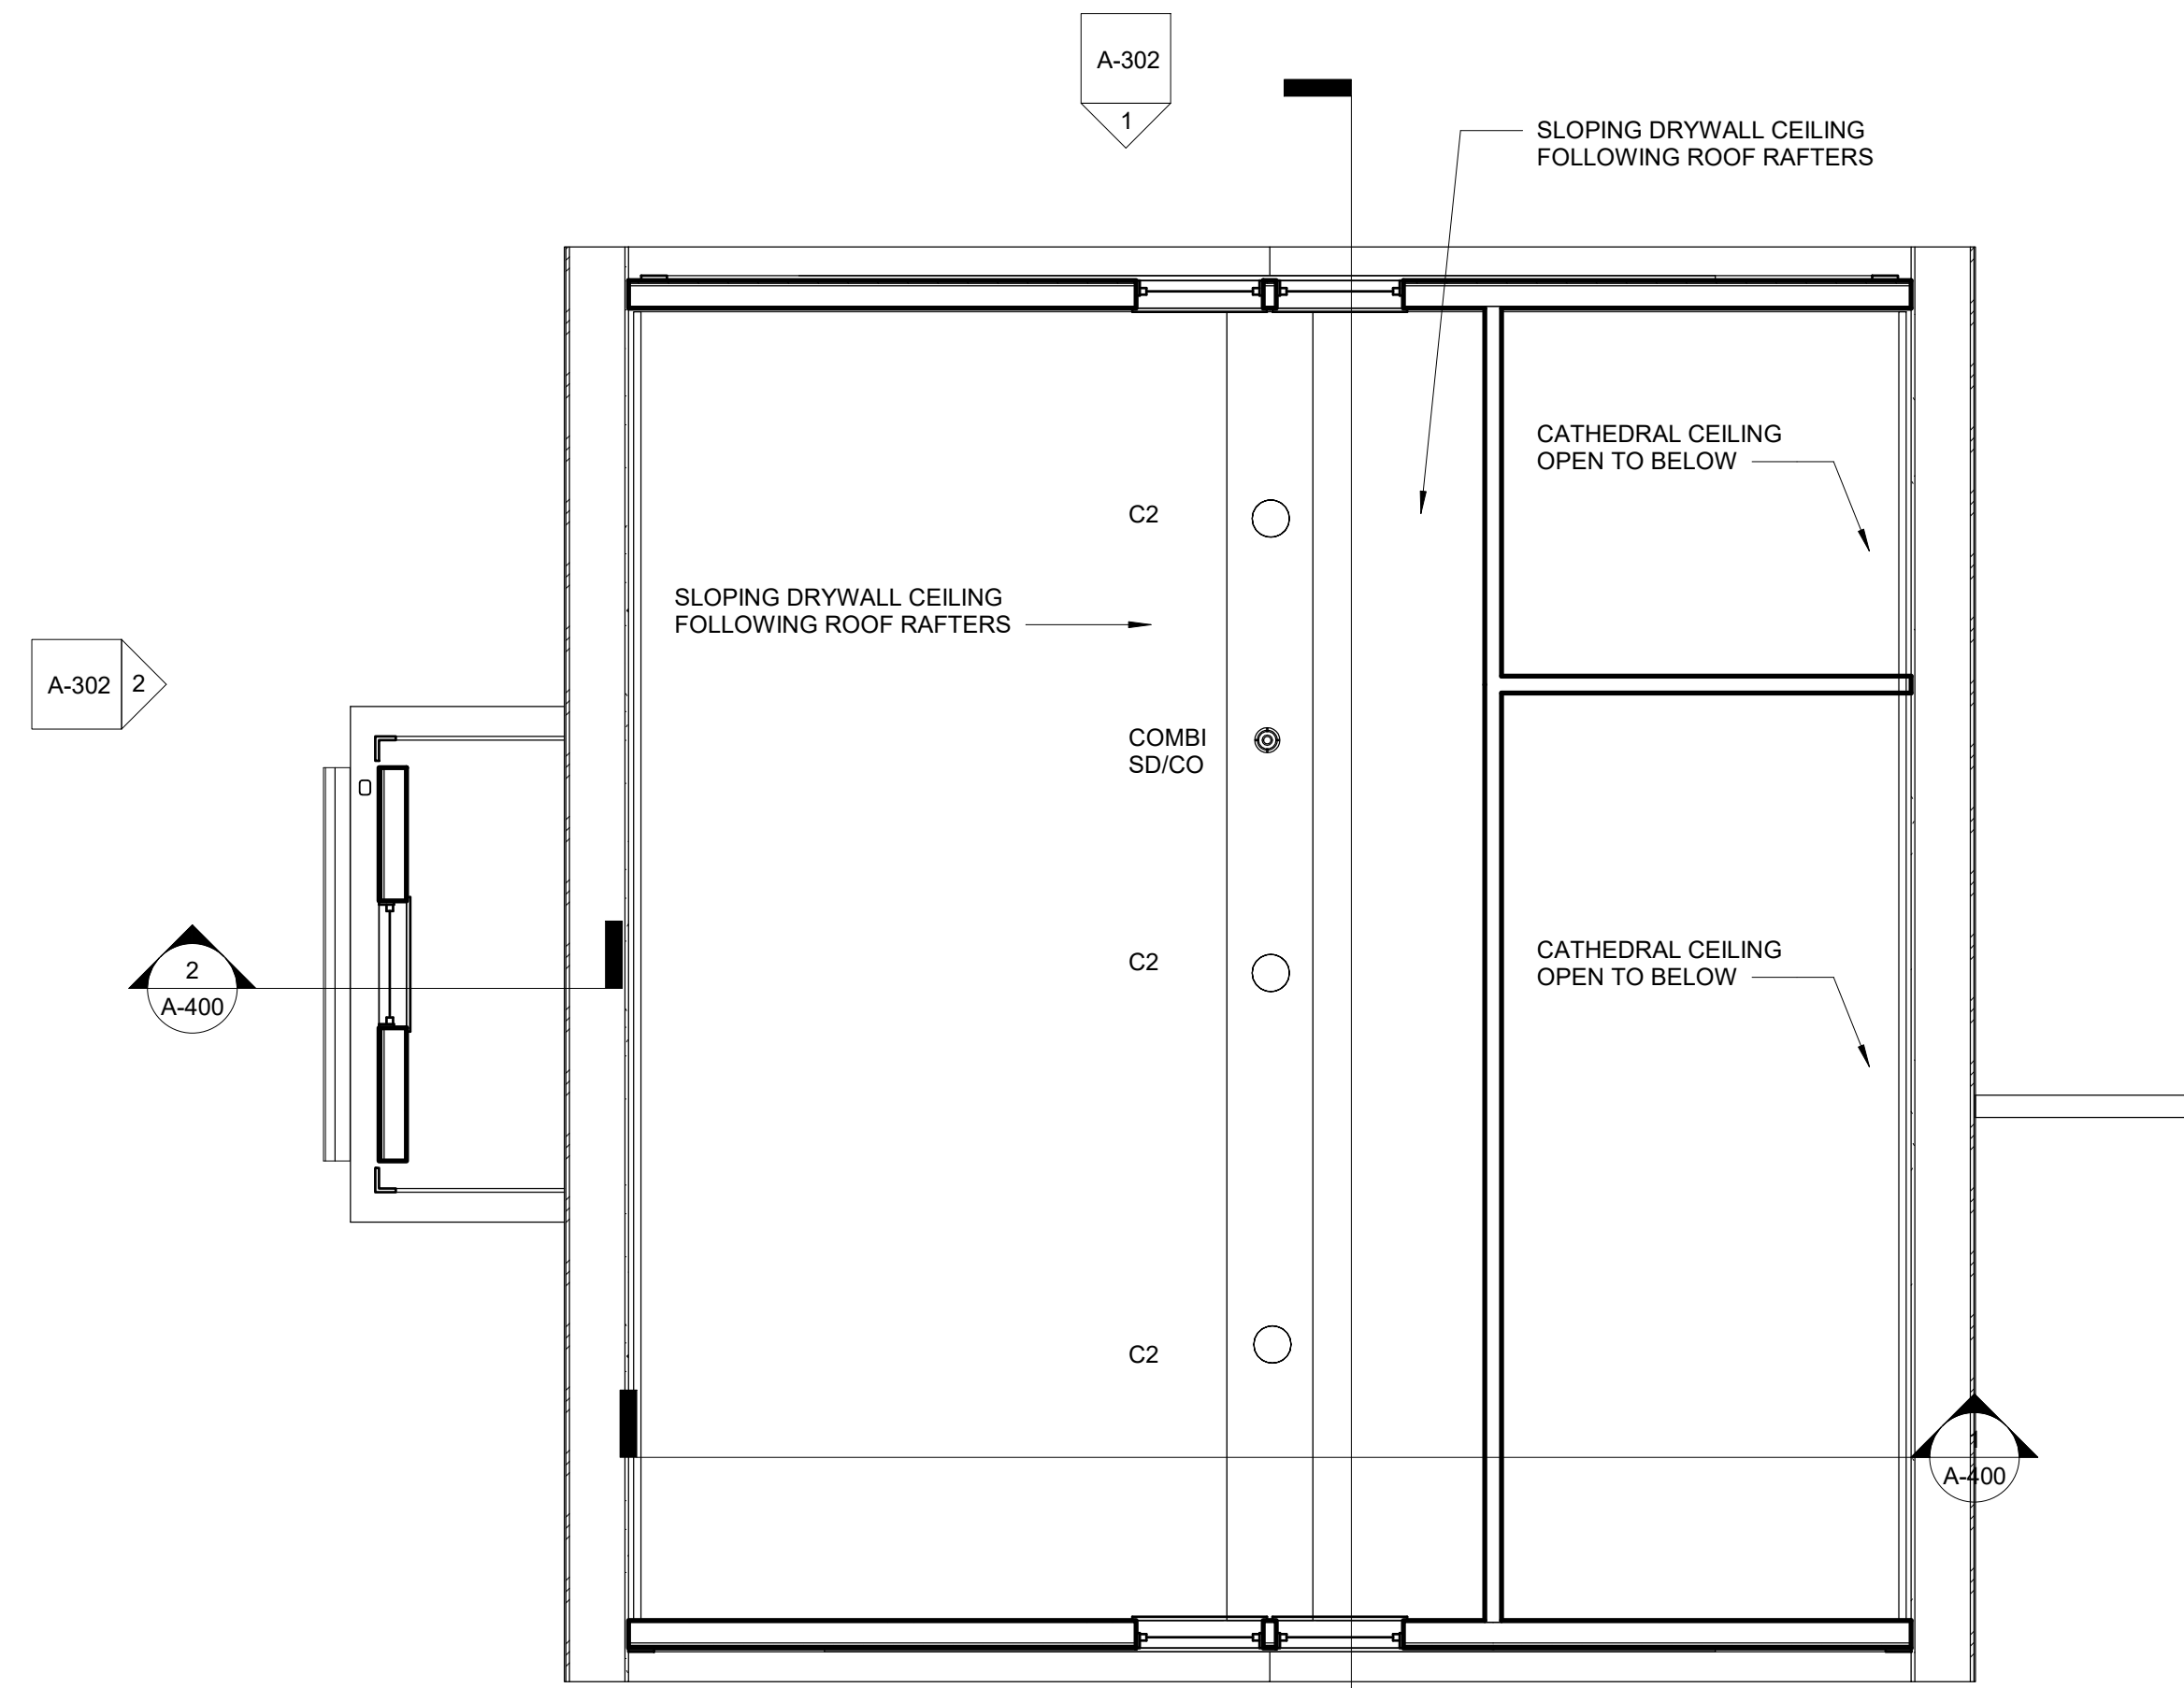 A-302
1
SLOPING DRYWALL CEILING
FOLLOWING ROOF RAFTERS
CATHEDRAL CEILING
OPEN TO BELOW
C2
SLOPING DRYWALL CEILING
FOLLOWING ROOF RAFTERS
A-302
2
COMBI
SD/CO
CATHEDRAL CEILING
OPEN TO BELOW
C2
2
A-400
C2
1
A-400